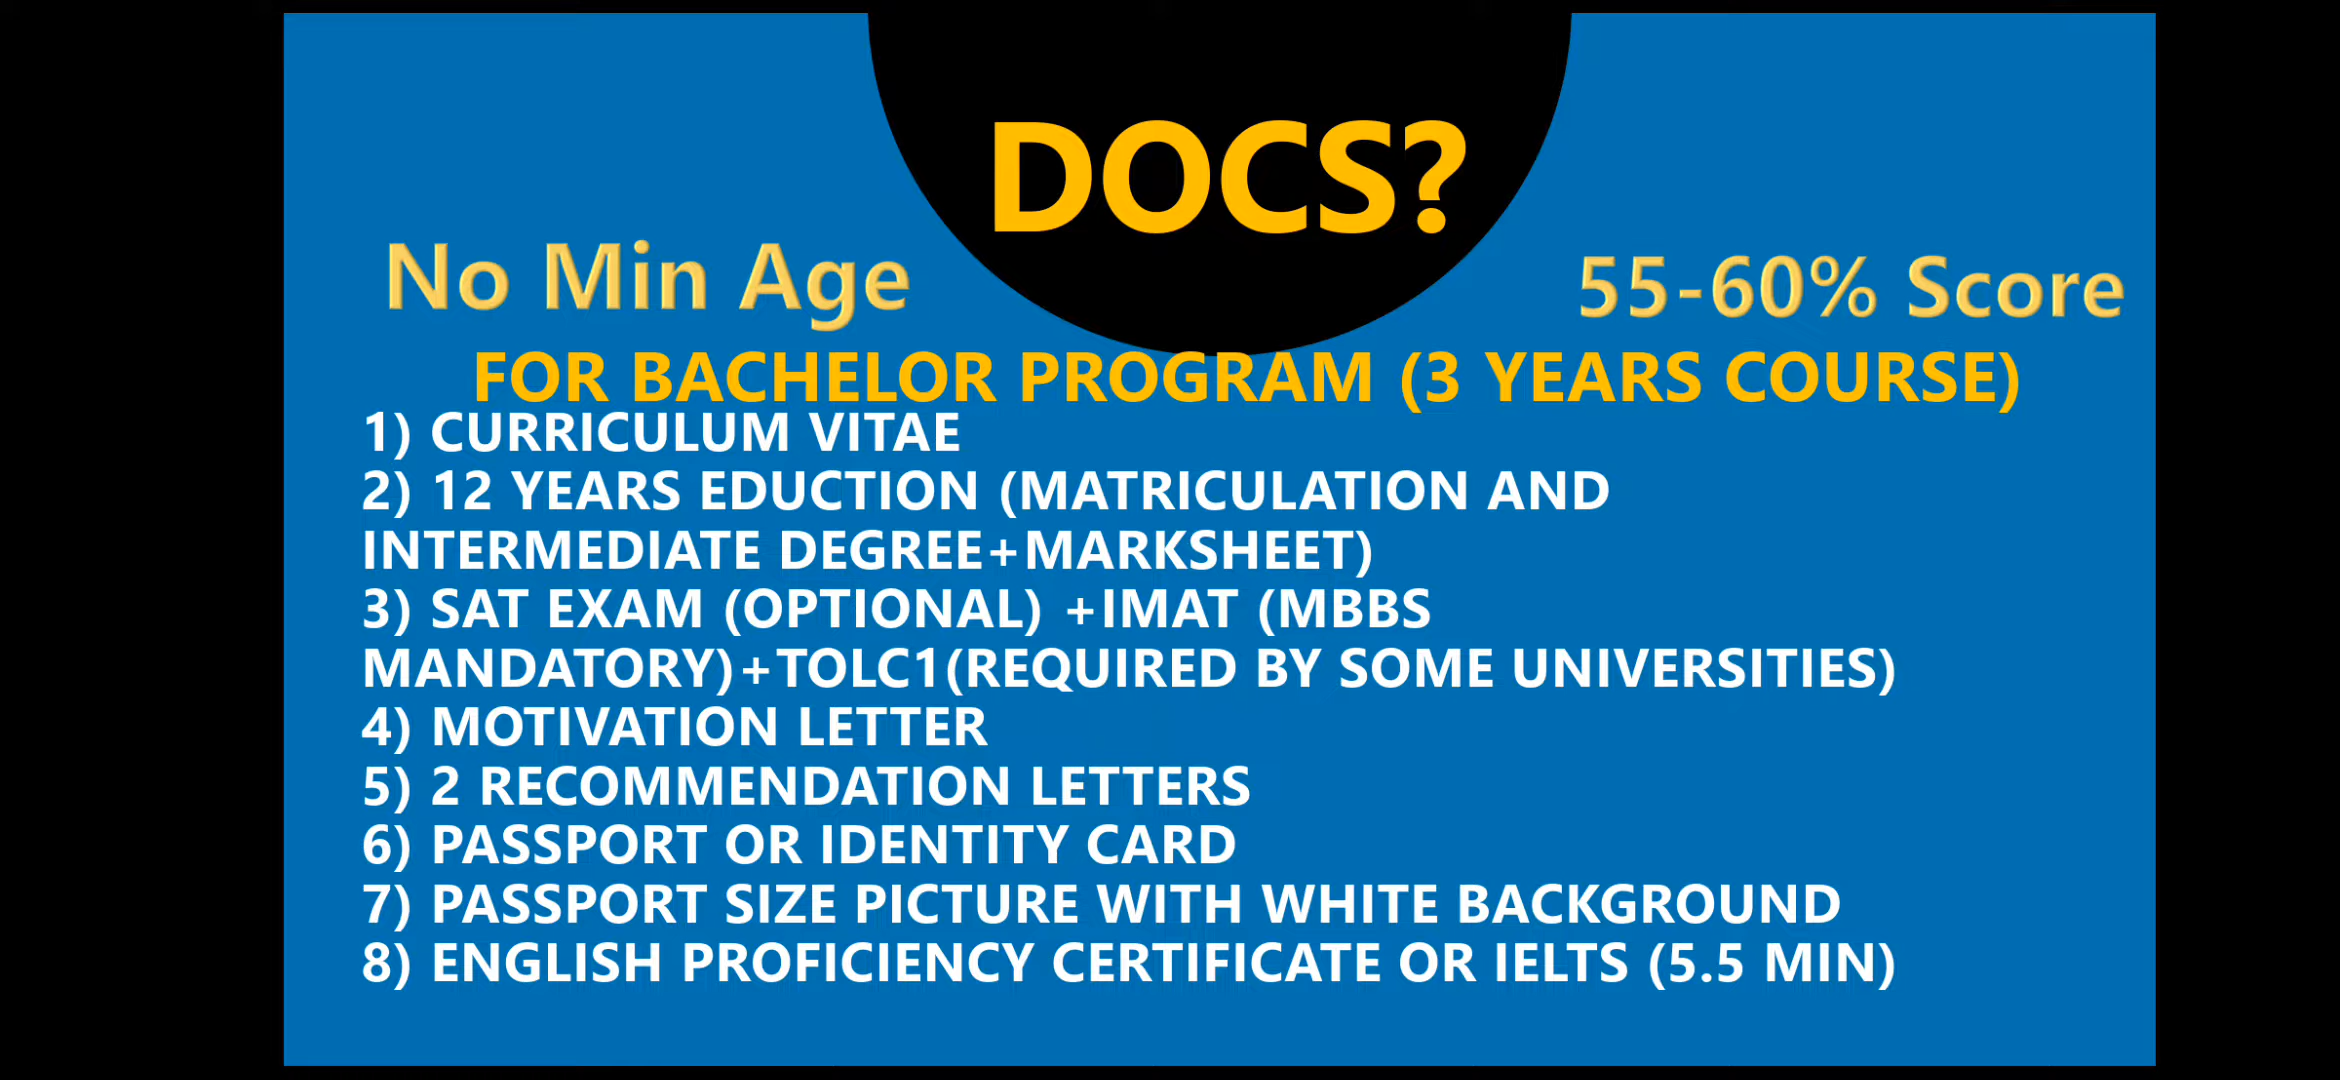 DOCS?
No Min Age
55-60% Score
FOR BACHELOR PROGRAM (3 YEARS COURSE)
1) CURRICULUM VITAE
2) 12 YEARS EDUCTION (MATRICULATION AND
INTERMEDIATE DEGREE+MARKSHEET)
3) SAT EXAM (OPTIONAL) +IMAT (MBBS
MANDATORY)+TOLC1(REQUIRED BY SOME UNIVERSITIES)
4) MOTIVATION LETTER
5) 2 RECOMMENDATION LETTERS
6) PASSPORT OR IDENTITY CARD
7) PASSPORT SIZE PICTURE WITH WHITE BACKGROUND
8) ENGLISH PROFICIENCY CERTIFICATE OR IELTS (5.5 MIN)